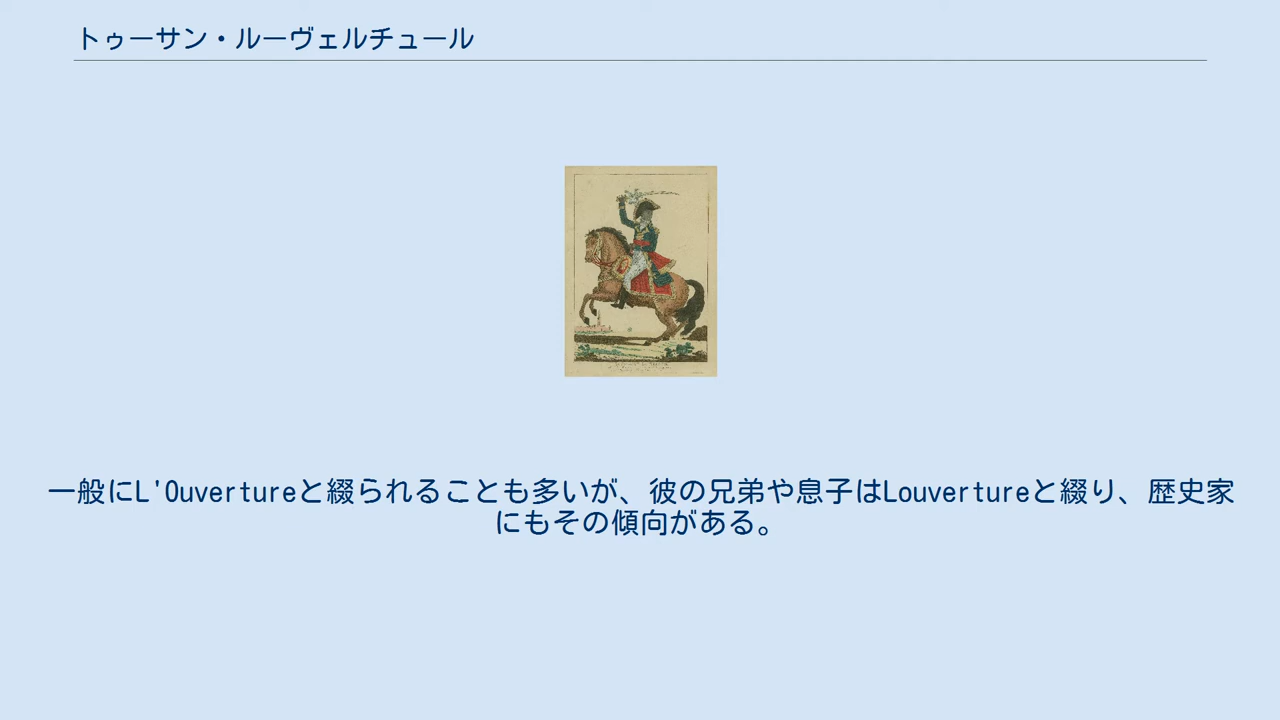 トゥーサン・ルーヴェルチュール
一般にL'Ouvertureと綴られることも多いが、彼の兄弟や息子はLouvertureと綴り、歴史家
にもその傾向がある。